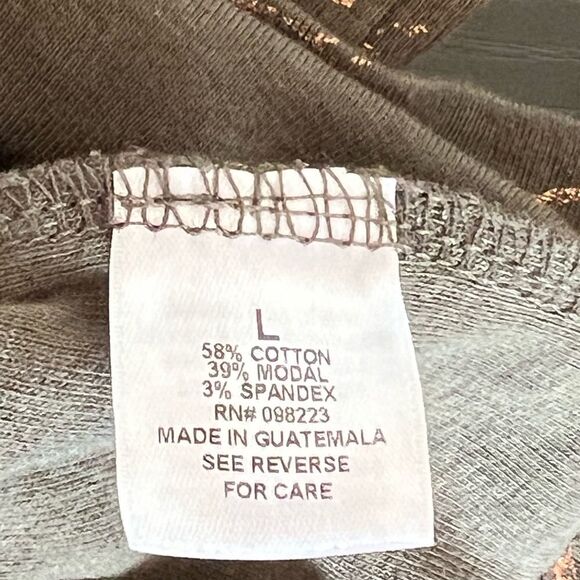 L
58% COTTON
39% MODAL
3% SPANDEX
RN# 098223
MADE IN GUATEMALA
SEE REVERSE
FOR CARE